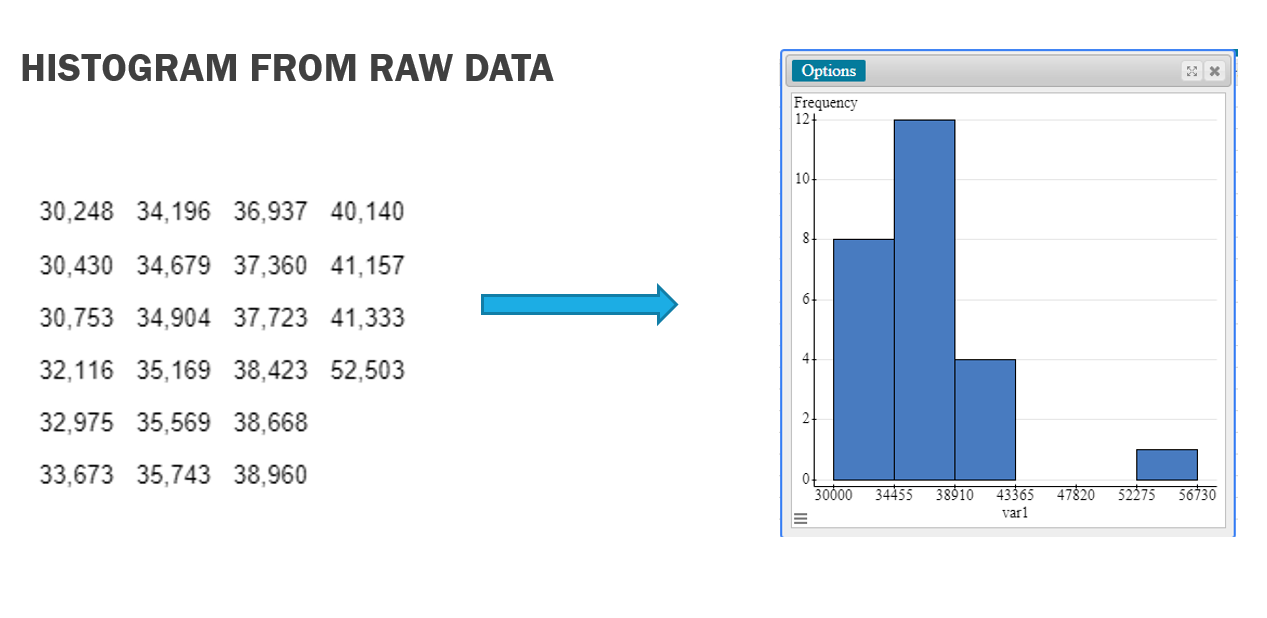 HISTOGRAM FROM RAW DATA
30,248 34,196 36,937 40,140
30,430 34,679 37,360 41,157
30,753 34,904 37,723 41,333
32,116 35,169 38,423 52,503
32,975 35,569 38,668
33,673 35,743 38,960
Options
Frequency
12
10
8
6
4
2
0
30000 34455 38910 43365 47820 52275 56730
var1